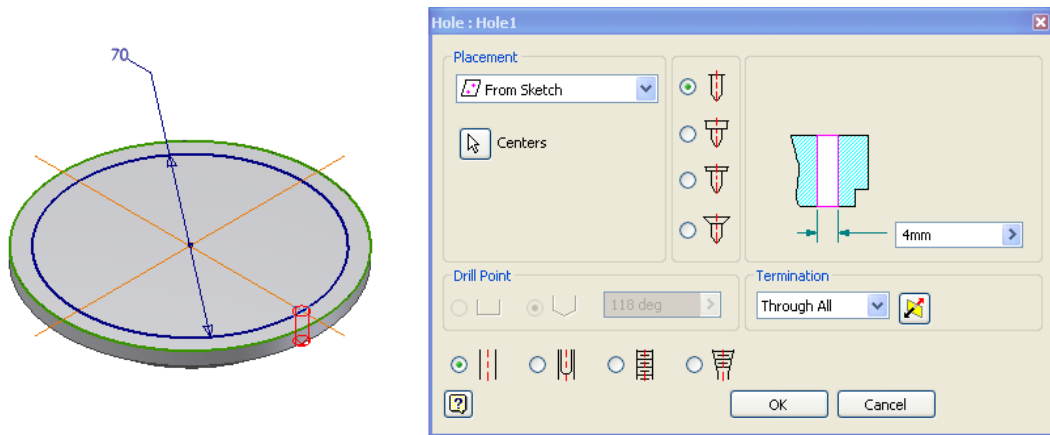 70
Hole : Hole1
Placement
From Sketch
Centers
4mm
Drill Point
118 deg
Termination
Through All
OK
Cancel